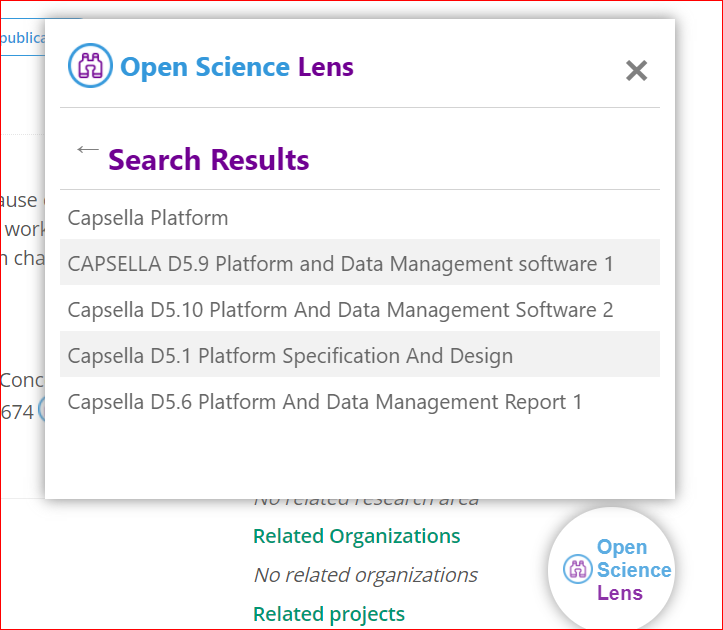 publica
Open Science Lens
← Search Results
Capsella Platform
CAPSELLA D5.9 Platform and Data Management software 1
Capsella D5.10 Platform And Data Management Software 2
Capsella D5.1 Platform Specification And Design
Capsella D5.6 Platform And Data Management Report 1
ause
work
n cha
Conc
674
No related research area
Related Organizations
No related organizations
Related projects
Open
Science
Lens